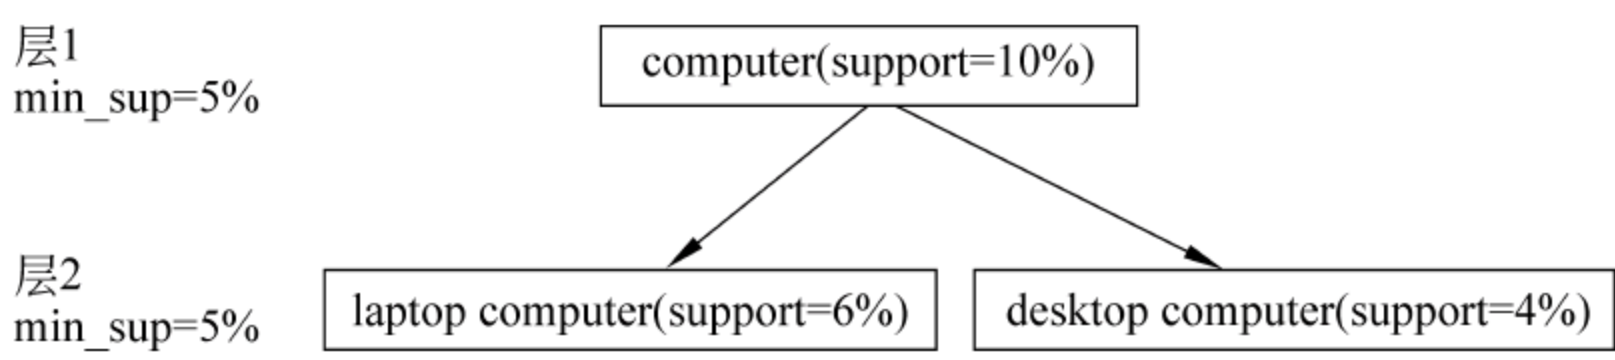 层1
min_sup=5%
computer(support=10%)
层2
min_sup=5%
laptop computer(support=6%)
desktop computer(support=4%)